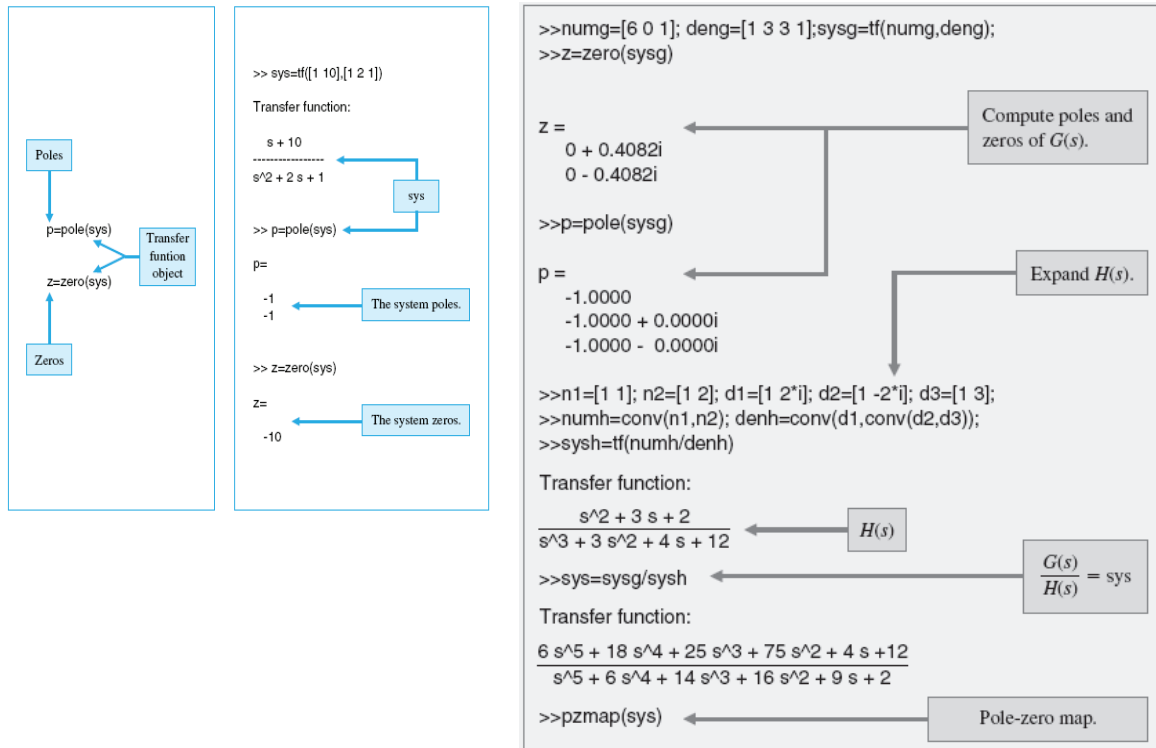 Poles
p=pole(sys)
Transfer
funtion
object
z=zero(sys)
Zeros
>> sys=tf([1 10],[1 2 1])
Transfer function:
s + 10
------------------
s^2 + 2 s + 1
sys
>> p=pole(sys)
p=
-1
-1
The system poles.
>> z=zero(sys)
z=
-10
The system zeros.
>>numg=[6 0 1]; deng=[1 3 3 1];sysg=tf(numg,deng);
>>z=zero(sysg)
Compute poles and
zeros of G(s).
z =
0 + 0.4082i
0 - 0.4082i
>>p=pole(sysg)
p =
-1.0000
-1.0000 + 0.0000i
-1.0000 - 0.0000i
Expand H(s).
>>n1=[1 1]; n2=[1 2]; d1=[1 2*i]; d2=[1 -2*i]; d3=[1 3];
>>numh=conv(n1,n2); denh=conv(d1,conv(d2,d3));
>>sysh=tf(numh/denh)
Transfer function:
s^2 + 3 s + 2
s^3 + 3 s^2 + 4 s + 12
H(s)
>>sys=sysg/sysh
G(s)
H(s)
= sys
Transfer function:
6 s^5 + 18 s^4 + 25 s^3 + 75 s^2 + 4 s +12
s^5 + 6 s^4 + 14 s^3 + 16 s^2 + 9 s + 2
>>pzmap(sys)
Pole-zero map.